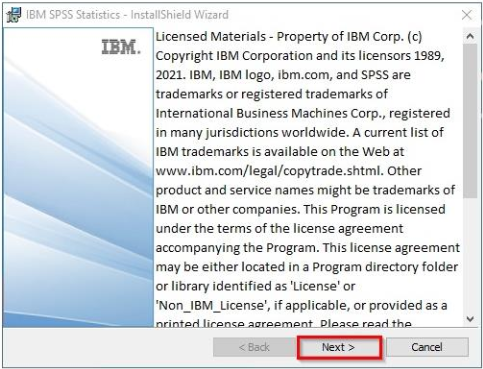 IBM SPSS Statistics - InstallShield Wizard
IBM.
Licensed Materials - Property of IBM Corp. (c)
Copyright IBM Corporation and its licensors 1989,
2021. IBM, IBM logo, ibm.com, and SPSS are
trademarks or registered trademarks of
International Business Machines Corp., registered
in many jurisdictions worldwide. A current list of
IBM trademarks is available on the Web at
www.ibm.com/legal/copytrade.shtml. Other
product and service names might be trademarks of
IBM or other companies. This Program is licensed
under the terms of the license agreement
accompanying the Program. This license agreement
may be either located in a Program directory folder
or library identified as 'License' or
'Non_IBM_License', if applicable, or provided as a
printed license agreement. Please read the
< Back
Next >
Cancel